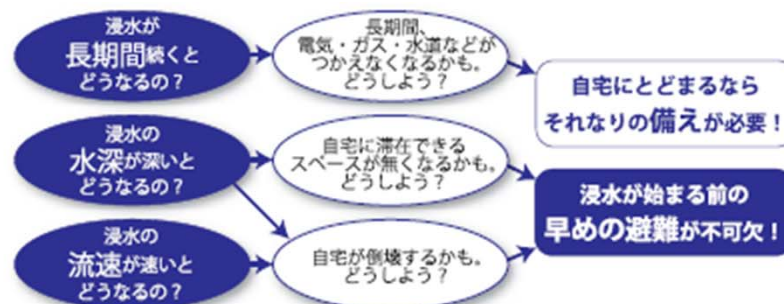 浸水が
長期間続くと
どうなるの？
長期間、
電気・ガス・水道などが
つかえなくなるかも。
どうしよう？
自宅にとどまるなら
それなりの備えが必要！
浸水の
水深が深いと
どうなるの？
自宅に滞在できる
スペースが無くなるかも。
どうしよう？
浸水が始まる前の
早めの避難が不可欠！
浸水の
流速が速いと
どうなるの？
自宅が倒壊するかも。
どうしよう？